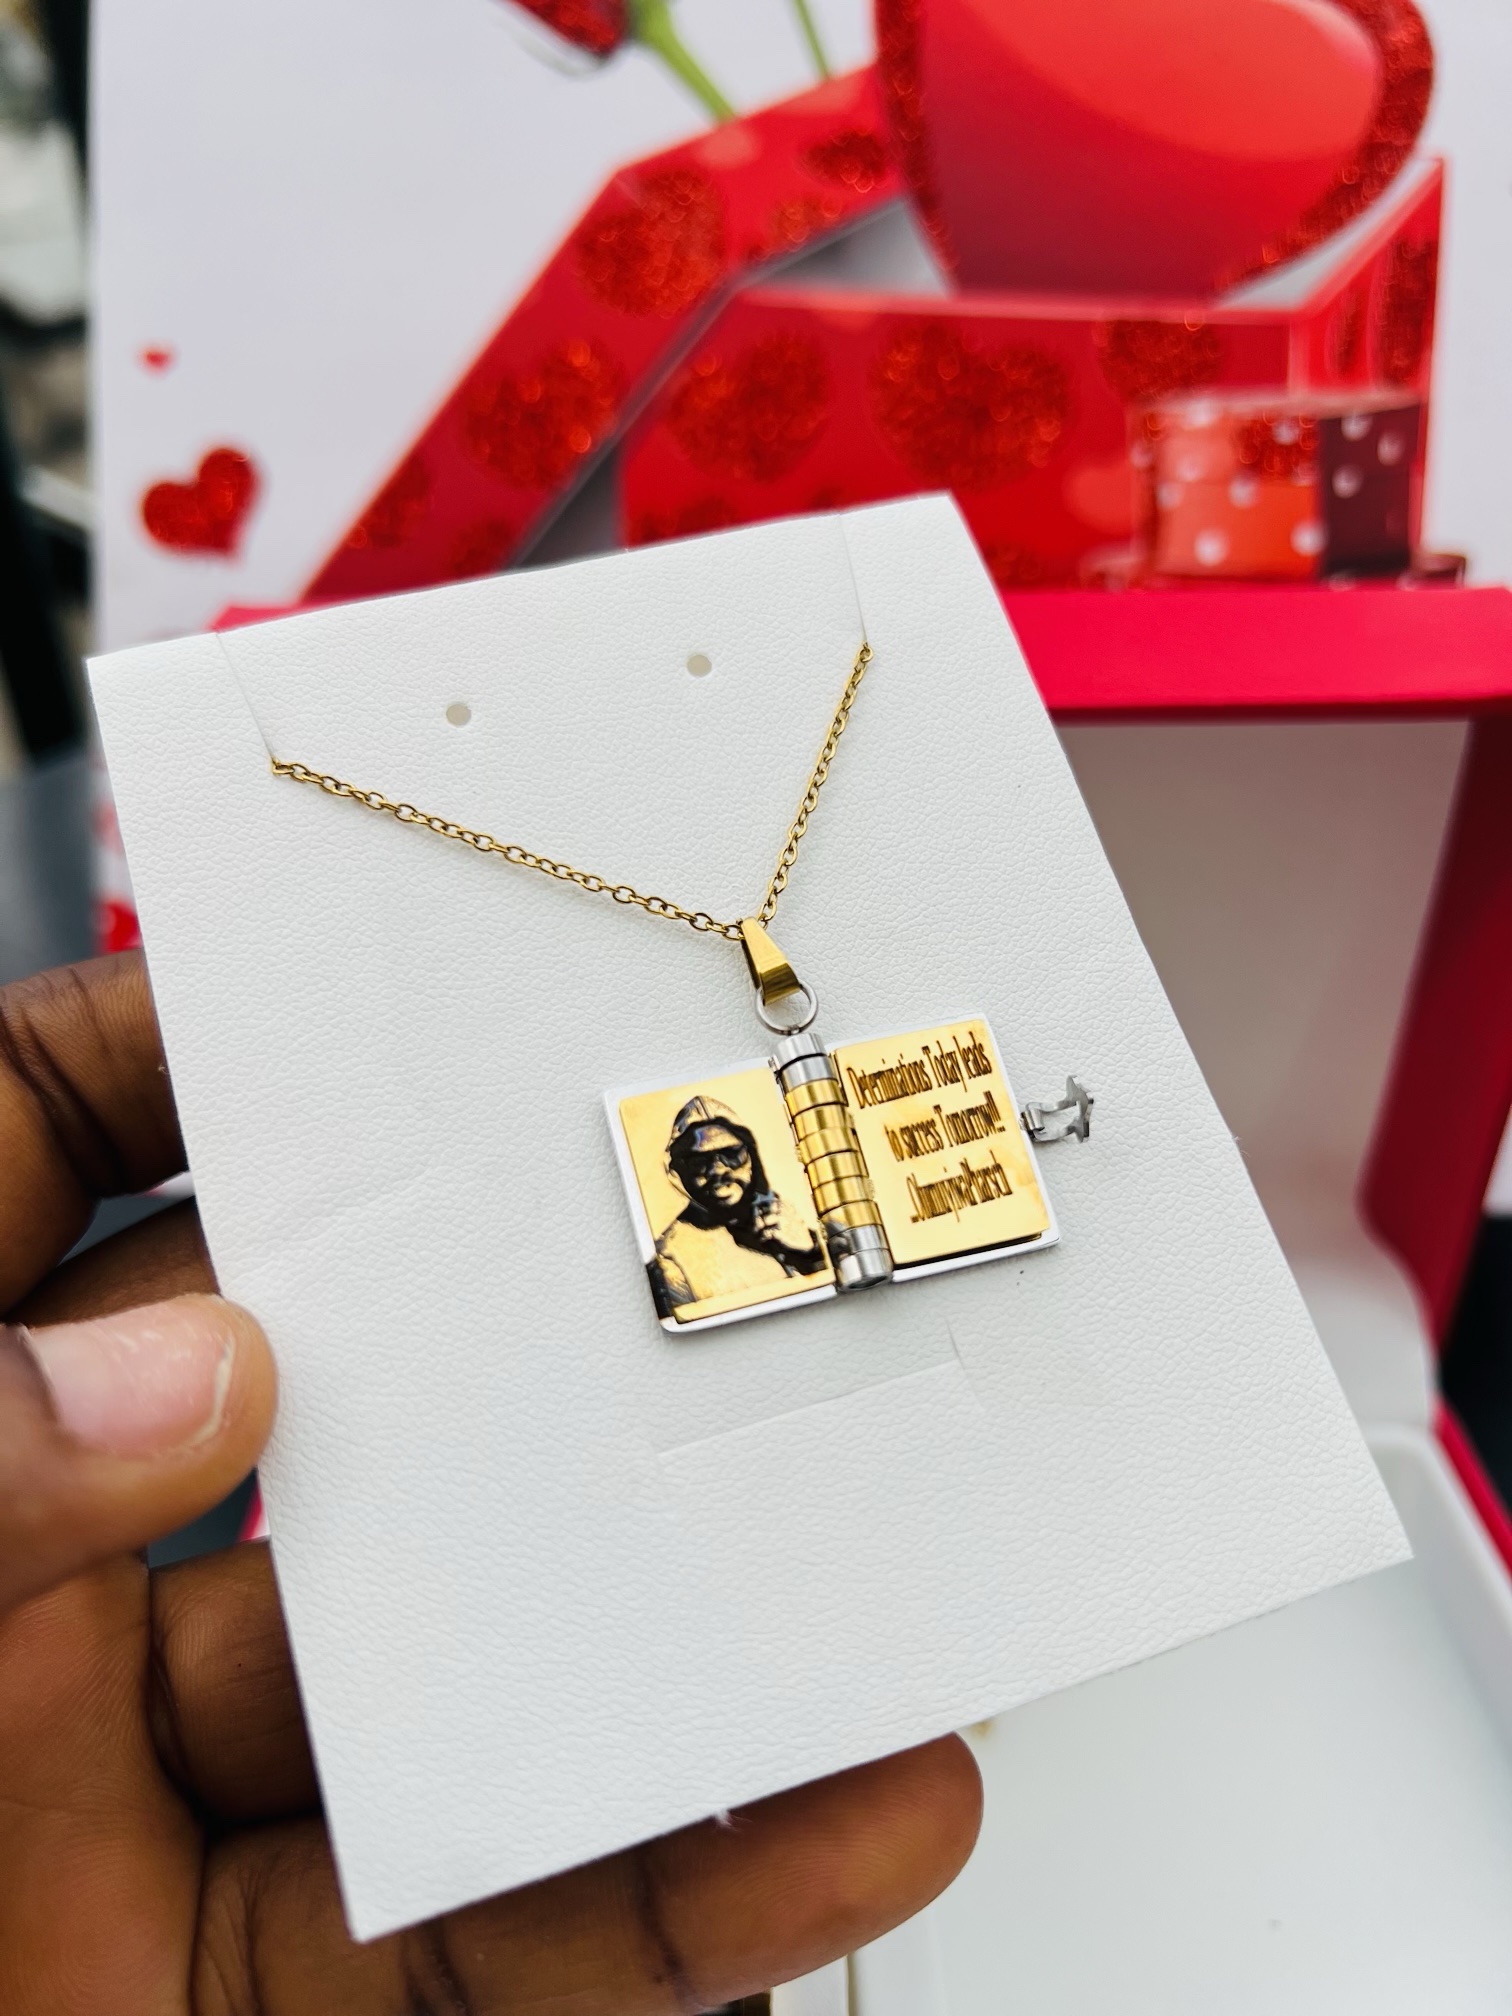 Determinations Today leads
to success Tomorrow!!..